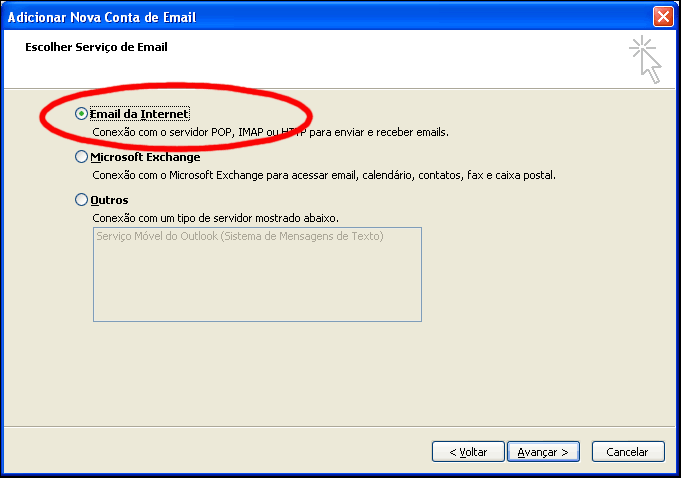 Adicionar Nova Conta de Email
Escolher Serviço de Email
Email da Internet
Conexão com o servidor POP, IMAP ou HTTP para enviar e receber emails.
Microsoft Exchange
Conexão com o Microsoft Exchange para acessar email, calendário, contatos, fax e caixa postal.
Outros
Conexão com um tipo de servidor mostrado abaixo.
Serviço Móvel do Outlook (Sistema de Mensagens de Texto)
< Voltar
Avançar >
Cancelar